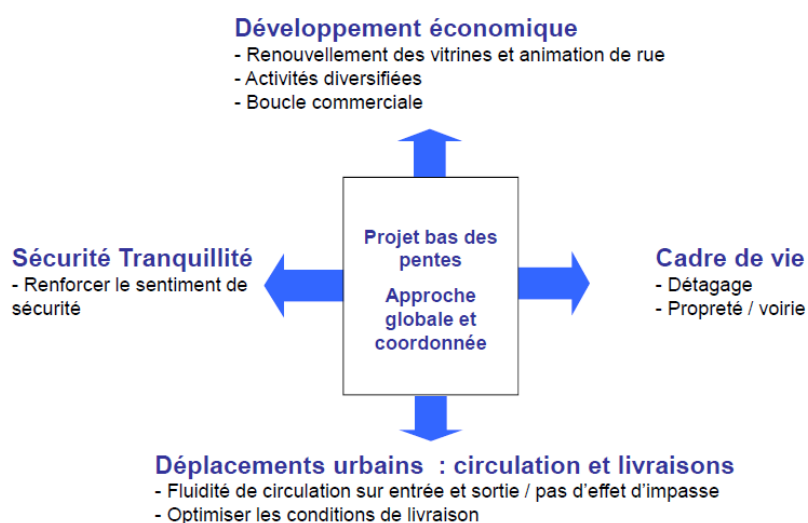 Développement économique
- Renouvellement des vitrines et animation de rue
- Activités diversifiées
- Boucle commerciale
Sécurité Tranquillité
- Renforcer le sentiment de
sécurité
Projet bas des
pentes
Approche
globale et
coordonnée
Cadre de vie
- Détagage
- Propreté / voirie
Déplacements urbains : circulation et livraisons
- Fluidité de circulation sur entrée et sortie / pas d'effet d'impasse
- Optimiser les conditions de livraison